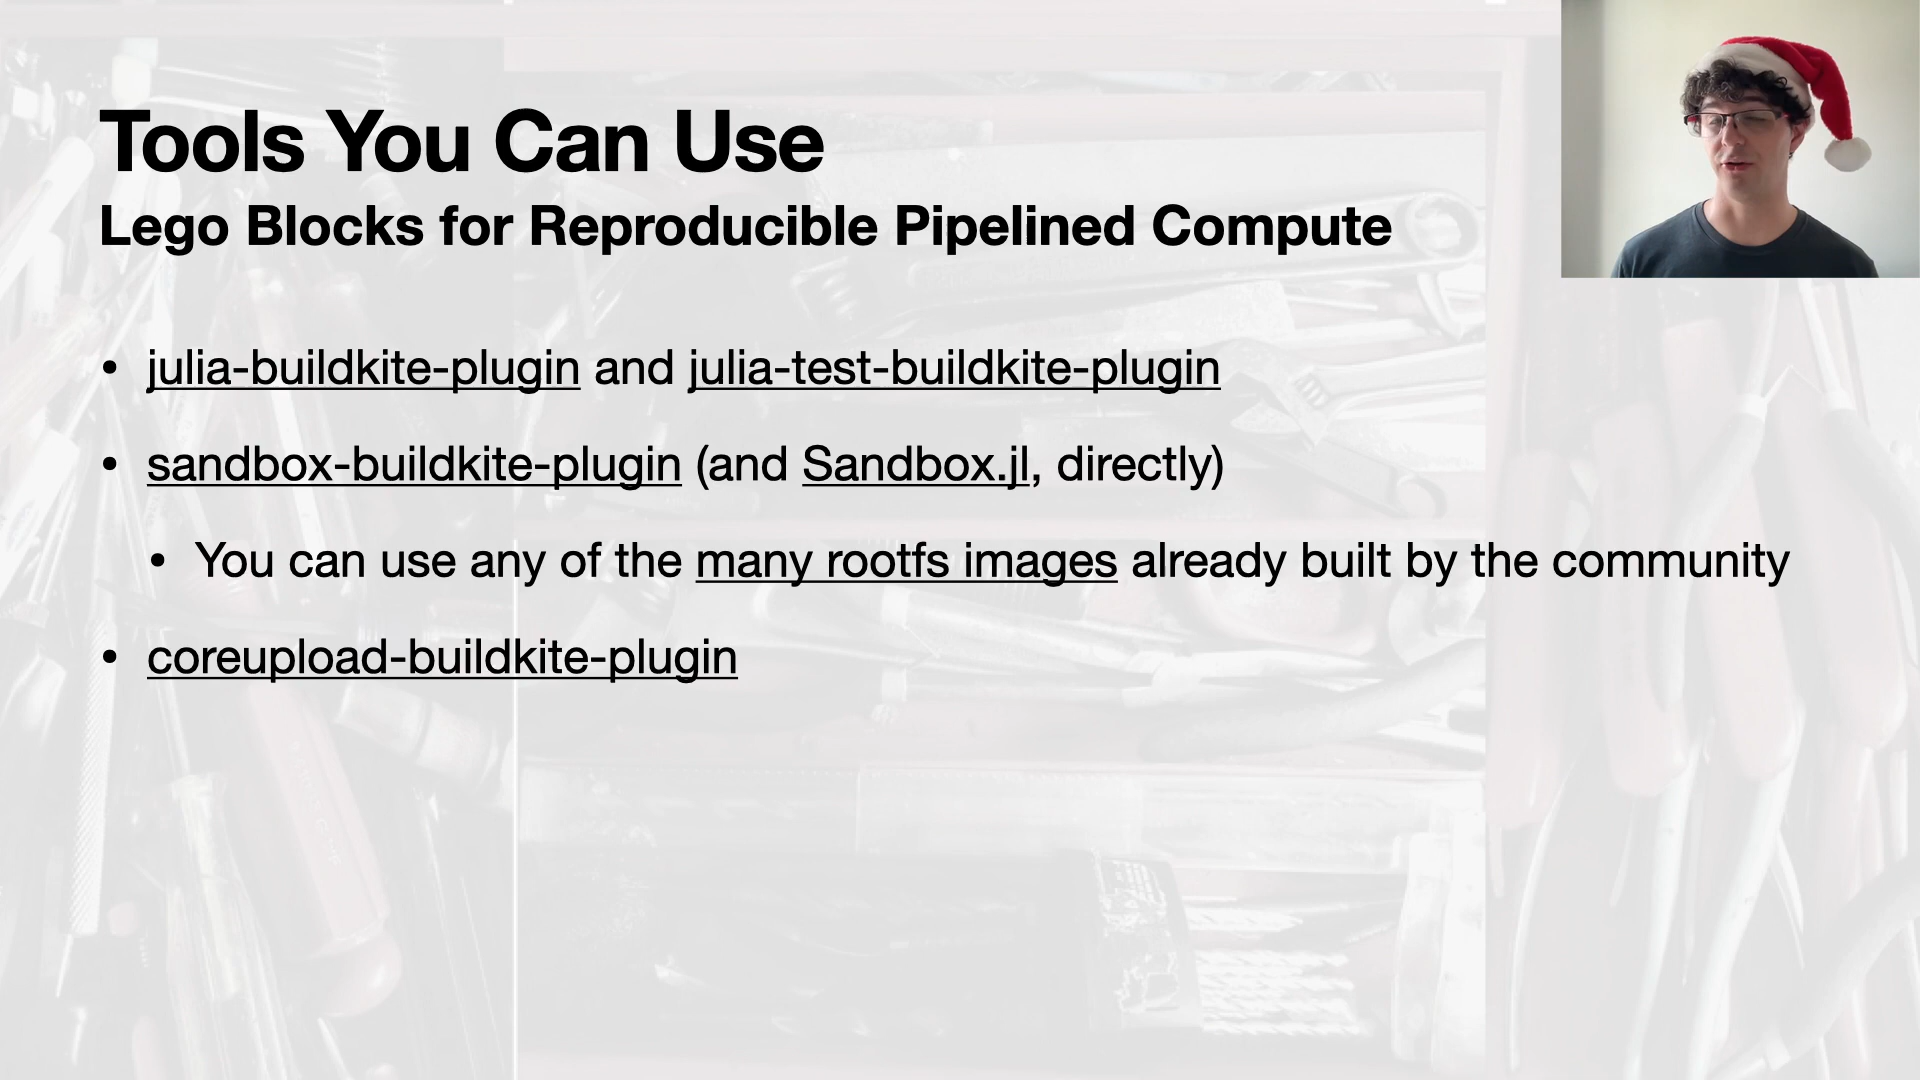 Tools You Can Use
Lego Blocks for Reproducible Pipelined Compute
• julia-buildkite-plugin and julia-test-buildkite-plugin
• sandbox-buildkite-plugin (and Sandbox.jl, directly)
• You can use any of the many rootfs images already built by the community
• coreupload-buildkite-plugin